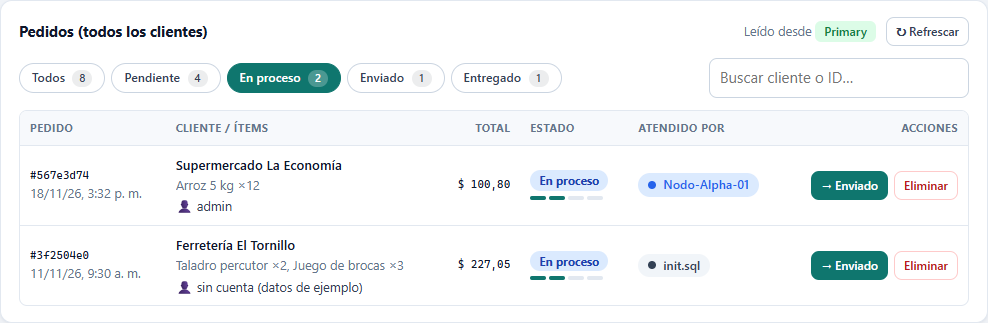 Pedidos (todos los clientes)
Leído desde Primary ↻ Refrescar
Todos 8 Pendiente 4 En proceso 2 Enviado 1 Entregado 1 Buscar cliente o ID...
PEDIDO CLIENTE / ÍTEMS TOTAL ESTADO ATENDIDO POR ACCIONES
#567e3d74
18/11/26, 3:32 p. m.
Supermercado La Economía
Arroz 5 kg ×12
admin
$ 100,80
En proceso
Nodo-Alpha-01
→ Enviado Eliminar
#3f2504e0
11/11/26, 9:30 a. m.
Ferretería El Tornillo
Taladro percutor ×2, Juego de brocas ×3
sin cuenta (datos de ejemplo)
$ 227,05
En proceso
init.sql
→ Enviado Eliminar